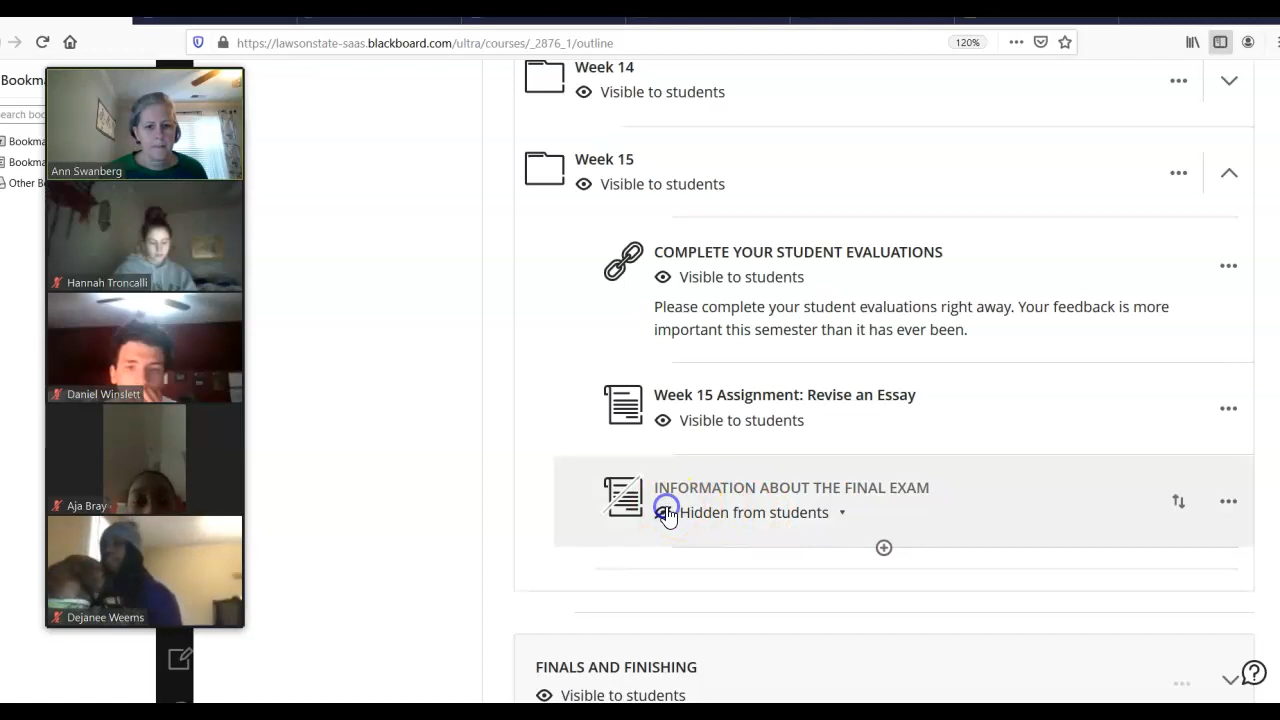 https://lawsonstate-saas.blackboard.com/ultra/courses/_2876_1/outline
120%
Bookma
earch boo
Bookma
Bookma
Other B
Ann Swanberg
Hannah Troncalli
Daniel Winslett
Aja Bray
Dejanee Weems
Week 14
Visible to students
Week 15
Visible to students
COMPLETE YOUR STUDENT EVALUATIONS
Visible to students
Please complete your student evaluations right away. Your feedback is more
important this semester than it has ever been.
Week 15 Assignment: Revise an Essay
Visible to students
INFORMATION ABOUT THE FINAL EXAM
Hidden from students
FINALS AND FINISHING
Visible to students